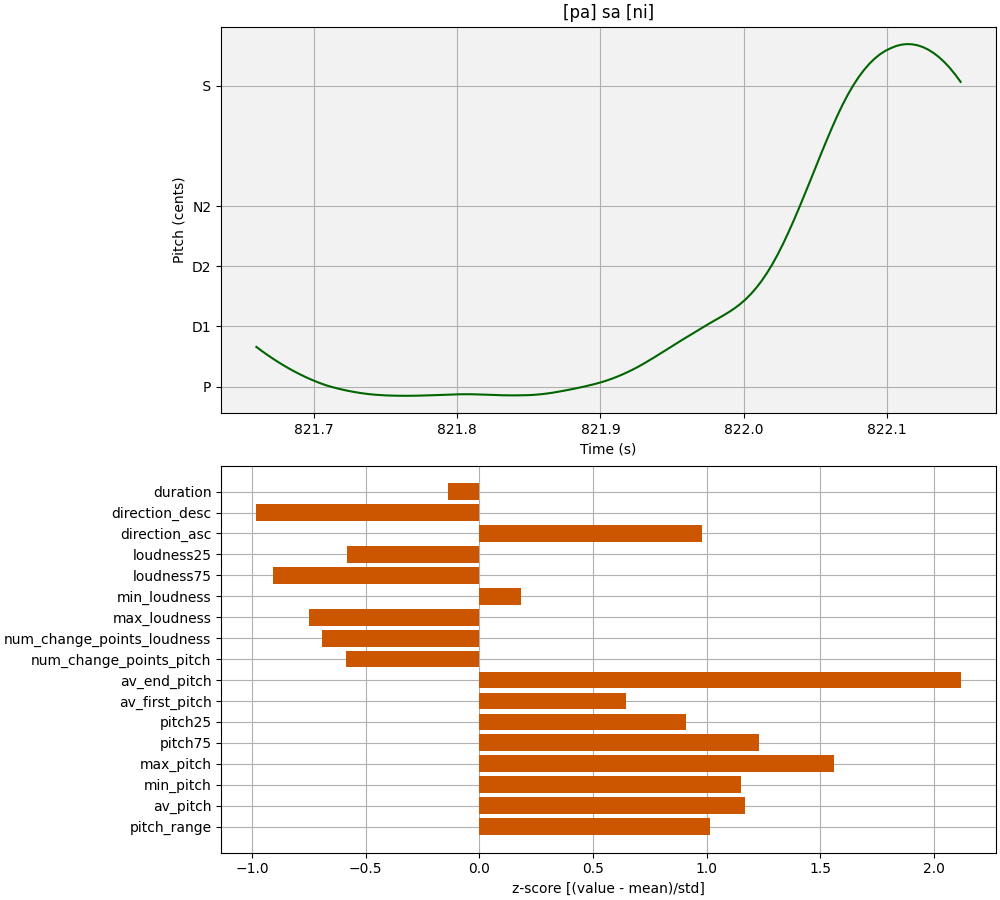 [pa] sa [ni]
Pitch (cents)
S
N2
D2
D1
P
821.7 821.8 821.9 822.0 822.1
Time (s)
duration
direction_desc
direction_asc
loudness25
loudness75
min_loudness
max_loudness
num_change_points_loudness
num_change_points_pitch
av_end_pitch
av_first_pitch
pitch25
pitch75
max_pitch
min_pitch
av_pitch
pitch_range
−1.0 −0.5 0.0 0.5 1.0 1.5 2.0
z-score [(value - mean)/std]